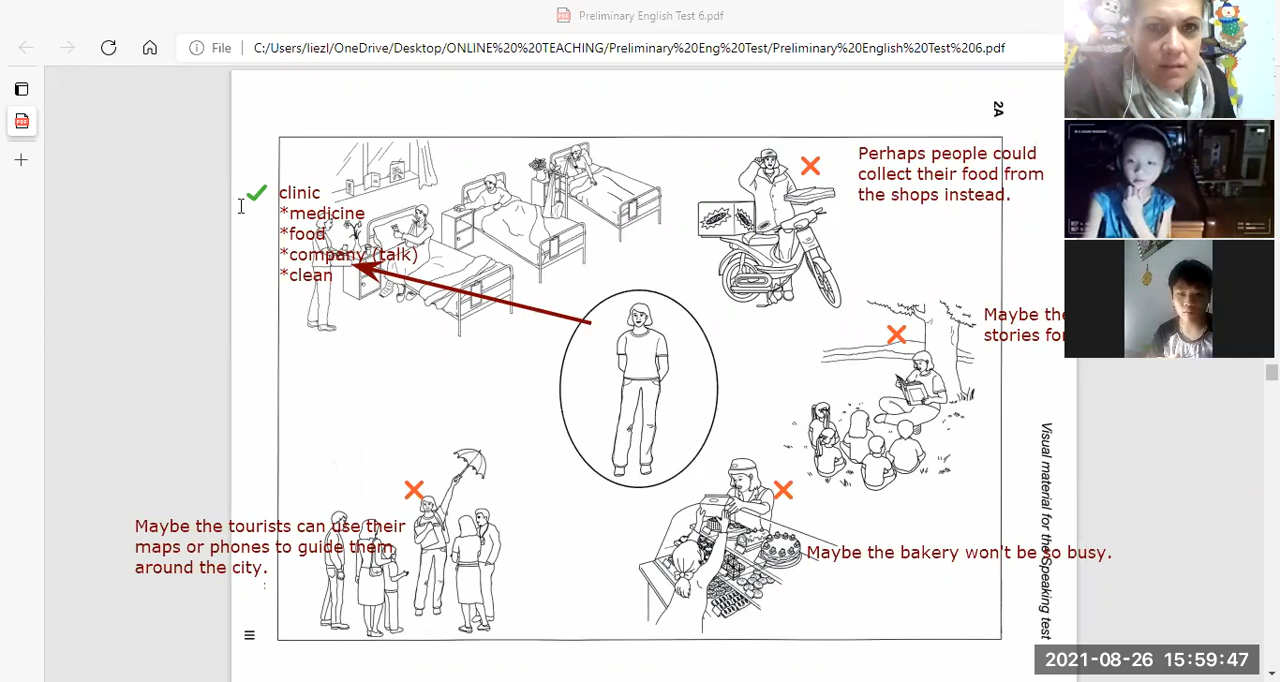 Preliminary English Test 6.pdf
File
C:/Users/liezl/OneDrive/Desktop/ONLINE%20%20TEACHING/Preliminary%20Eng%20Test/Preliminary%20English%20Test%206.pdf
2A
clinic
*medicine
*food
*company (talk)
*clean
Perhaps people could
collect their food from
the shops instead.
Maybe the
stories for
Maybe the tourists can use their
maps or phones to guide them
around the city.
Maybe the bakery won't be so busy.
Visual material for the Speaking test
2021-08-26 15:59:47